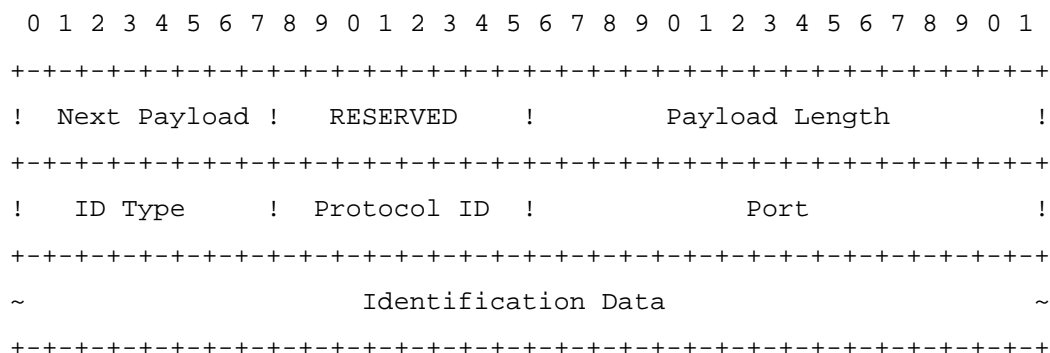 0 1 2 3 4 5 6 7 8 9 0 1 2 3 4 5 6 7 8 9 0 1 2 3 4 5 6 7 8 9 0 1
+-+-+-+-+-+-+-+-+-+-+-+-+-+-+-+-+-+-+-+-+-+-+-+-+-+-+-+-+-+-+-+-+
!  Next Payload !   RESERVED    !        Payload Length         !
+-+-+-+-+-+-+-+-+-+-+-+-+-+-+-+-+-+-+-+-+-+-+-+-+-+-+-+-+-+-+-+-+
!   ID Type     !  Protocol ID  !             Port              !
+-+-+-+-+-+-+-+-+-+-+-+-+-+-+-+-+-+-+-+-+-+-+-+-+-+-+-+-+-+-+-+-+
~                     Identification Data                       ~
+-+-+-+-+-+-+-+-+-+-+-+-+-+-+-+-+-+-+-+-+-+-+-+-+-+-+-+-+-+-+-+-+